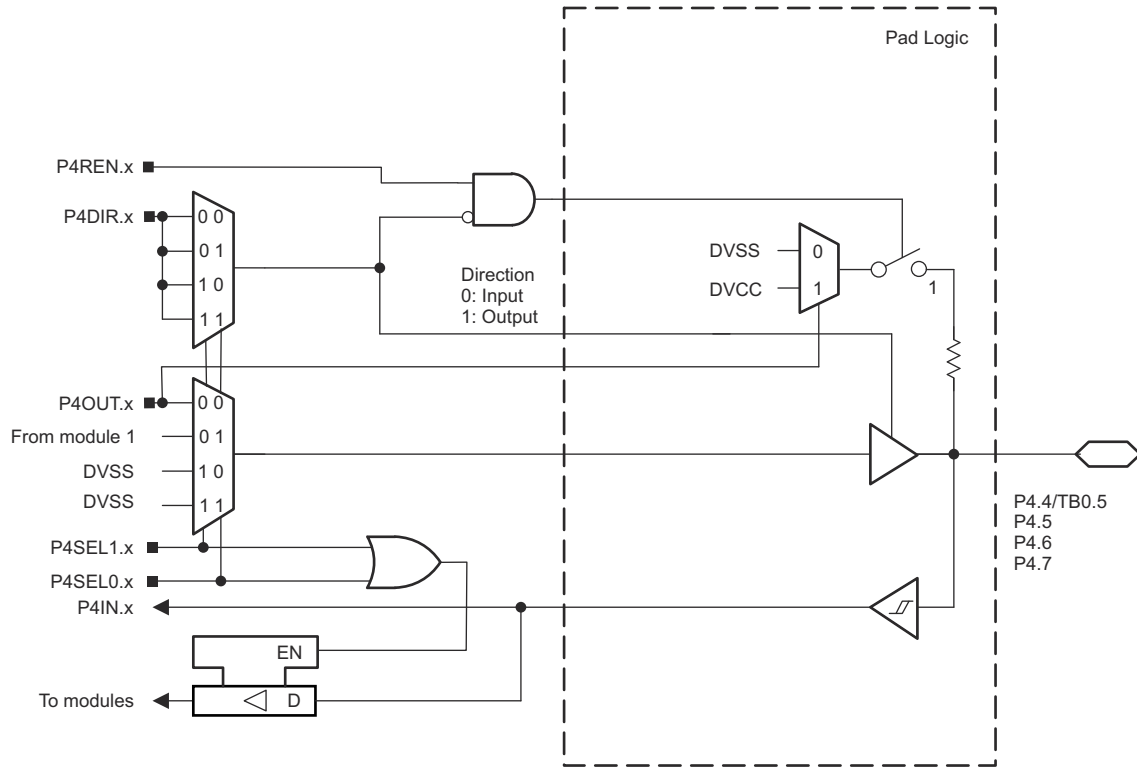 Pad Logic
P4REN.x
P4DIR.x
0 0
0 1
1 0
1 1
Direction
0: Input
1: Output
DVSS
0
DVCC
1
1
P4OUT.x
0 0
From module 1
0 1
DVSS
1 0
DVSS
1 1
P4.4/TB0.5
P4.5
P4.6
P4.7
P4SEL1.x
P4SEL0.x
P4IN.x
EN
To modules
D